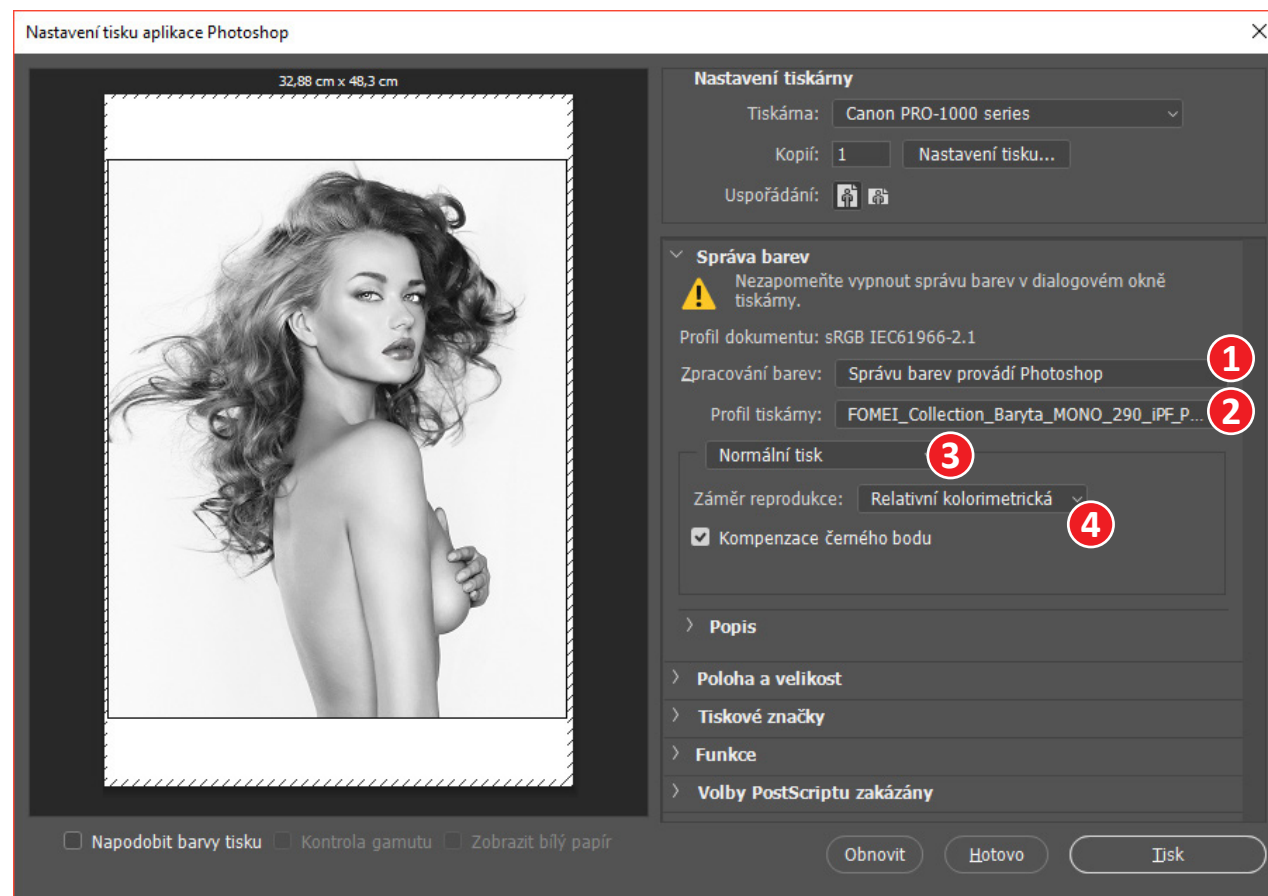 Nastavení tisku aplikace Photoshop
32,88 cm x 48,3 cm
Nastavení tiskárny
Tiskárna: Canon PRO-1000 series
Kopií: 1 Nastavení tisku...
Uspořádání:
Správa barev
Nezapomeňte vypnout správu barev v dialogovém okně
tiskárny.
Profil dokumentu: sRGB IEC61966-2.1
1
Zpracování barev: Správu barev provádí Photoshop
Profil tiskárny: FOMEI_Collection_Baryta_MONO_290_iPF_P... 2
Normální tisk 3
Záměr reprodukce: Relativní kolorimetrická
4
Kompenzace černého bodu
Popis
Poloha a velikost
Tiskové značky
Funkce
Volby PostScriptu zakázány
Napodobit barvy tisku Kontrola gamutu Zobrazit bílý papír
Obnovit Hotovo Tisk